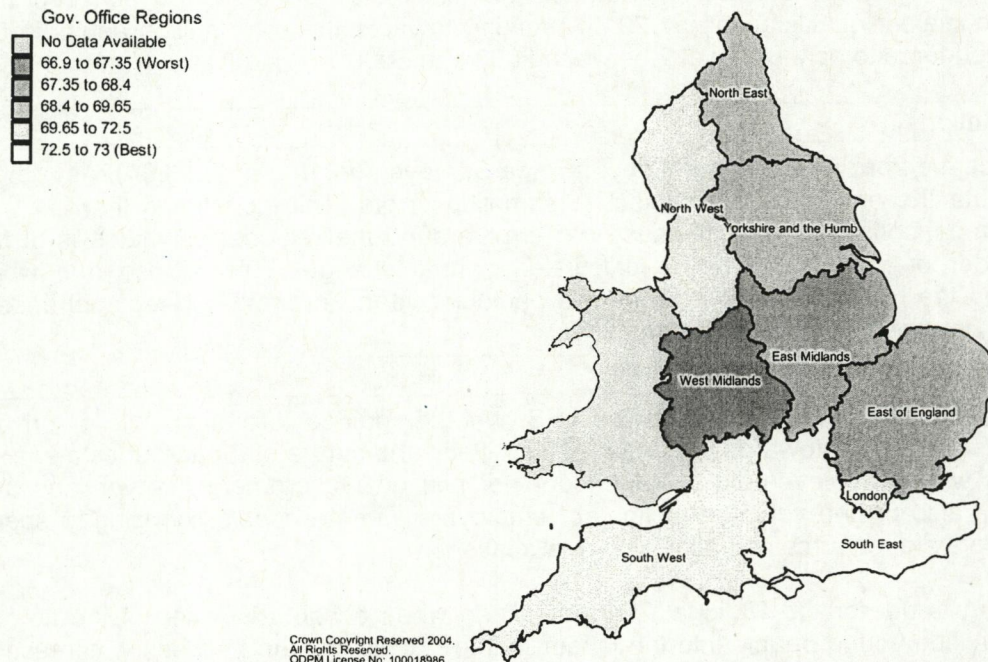 Gov. Office Regions
No Data Available
66.9 to 67.35 (Worst)
67.35 to 68.4
68.4 to 69.65
69.65 to 72.5
72.5 to 73 (Best)
North East
North West
Yorkshire and the Humb
East Midlands
West Midlands
East of England
London
South East
South West
Crown Copyright Reserved 2004.
All Rights Reserved.
ODPM License No: 100018986